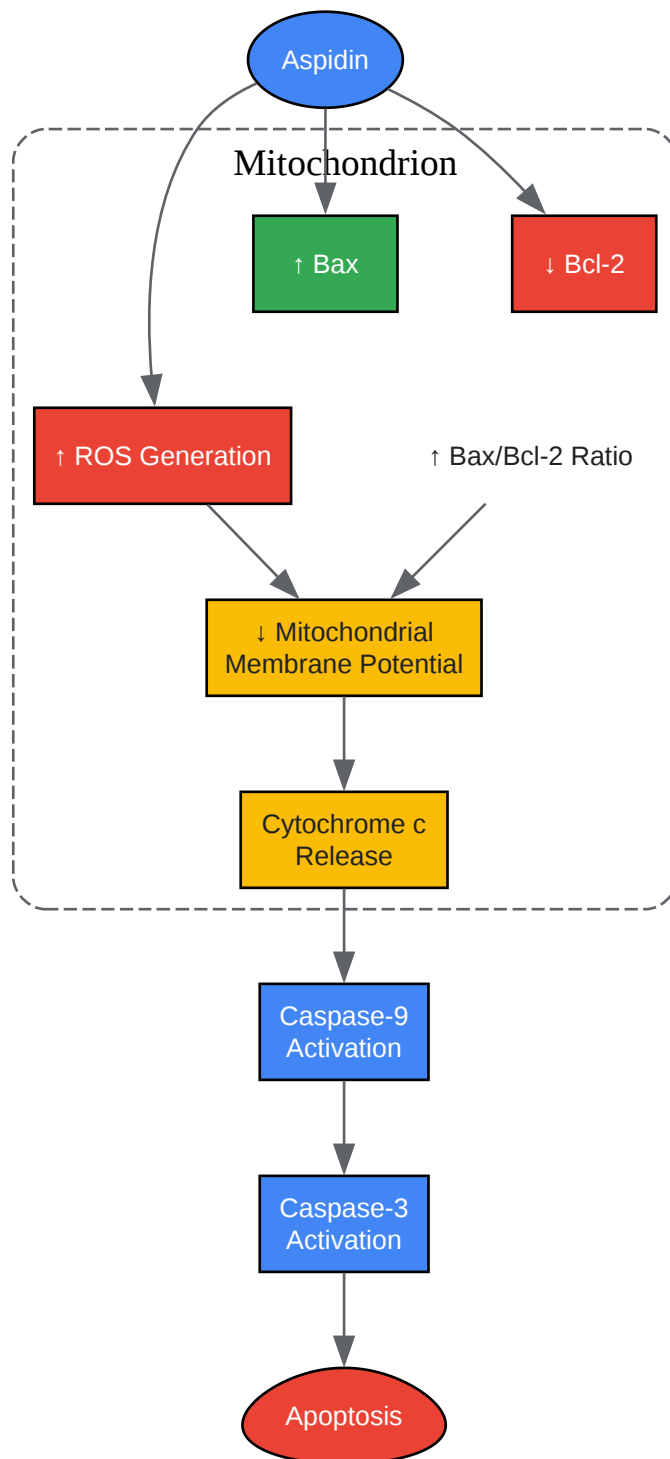 Aspidin
Mitochondrion
↑ Bax
↓ Bcl-2
↑ ROS Generation
↑ Bax/Bcl-2 Ratio
↓ Mitochondrial
Membrane Potential
Cytochrome c
Release
Caspase-9
Activation
Caspase-3
Activation
Apoptosis